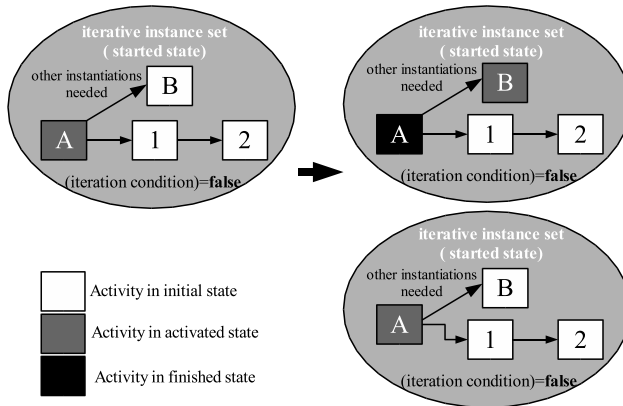 iterative instance set
( started state)
other instantiations
needed
B
A
1
2
(iteration condition)=false
iterative instance set
( started state)
other instantiations
needed
B
A
1
2
(iteration condition)=false
iterative instance set
( started state)
other instantiations
needed
B
A
1
2
(iteration condition)=false
Activity in initial state
Activity in activated state
Activity in finished state